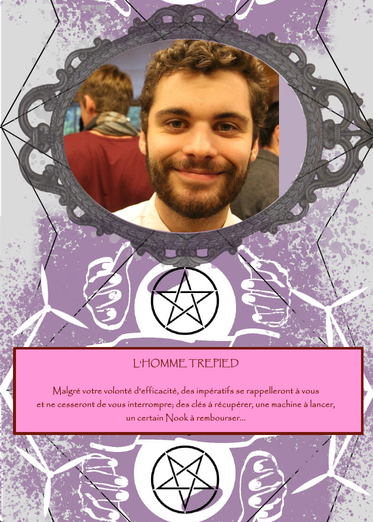 L'HOMME TREPIED
Malgré votre volonté d'efficacité, des impératifs se rappelleront à vous
et ne cesseront de vous interrompre; des clés à récupérer, une machine à lancer,
un certain Nook à rembourser...